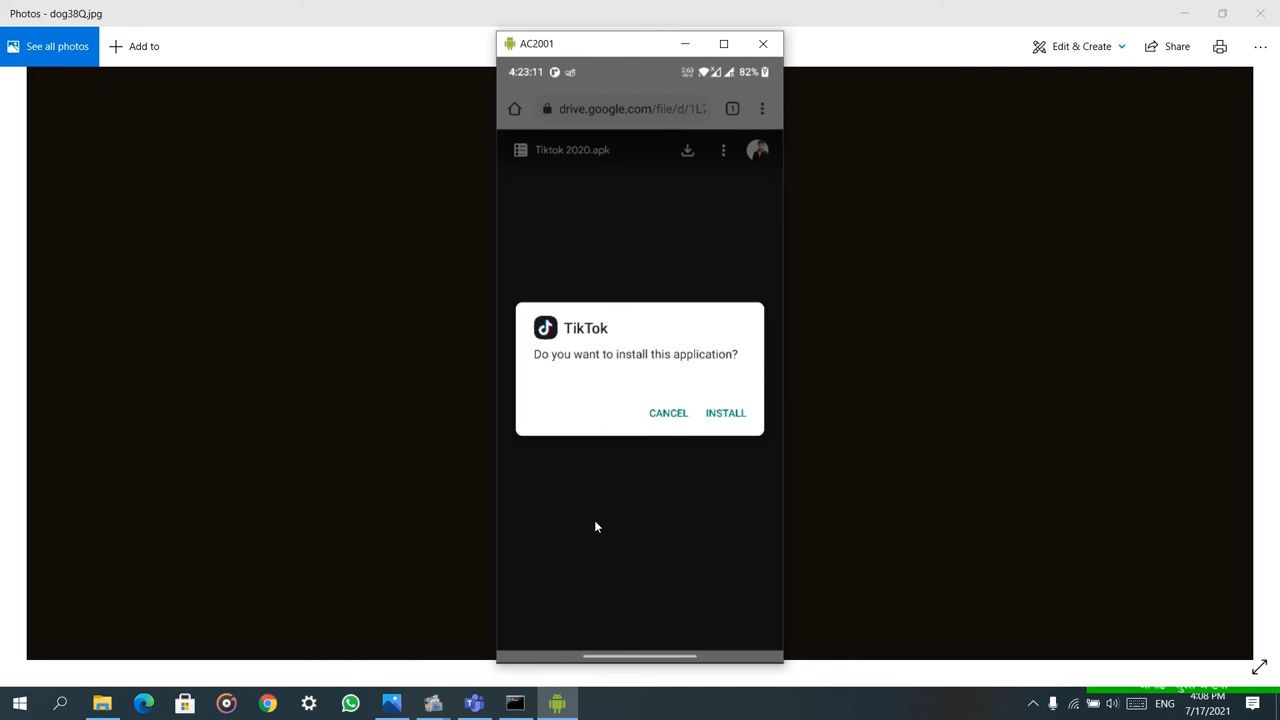 Photos - dog38Q.jpg
See all photos
Add to
Edit & Create
Share
AC2001
4:23:11
2.63
82%
drive.google.com/file/d/1L
1
Tiktok 2020.apk
TikTok
Do you want to install this application?
CANCEL
INSTALL
ENG
4:08 PM
7/17/2021